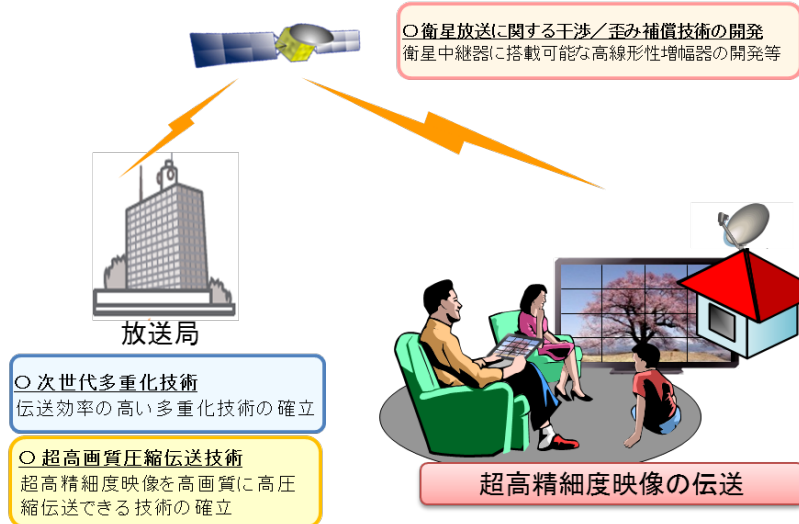 〇衛星放送に関する干渉／歪み補償技術の開発
衛星中継器に搭載可能な高線形性増幅器の開発等
放送局
〇次世代多重化技術
伝送効率の高い多重化技術の確立
〇超高画質圧縮伝送技術
超高精細度映像を高画質に高圧
縮伝送できる技術の確立
超高精細度映像の伝送